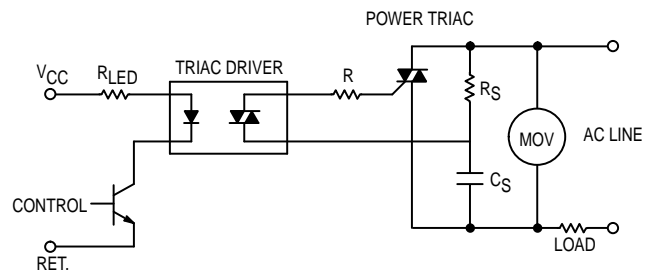 POWER TRIAC
VCC
RLED
TRIAC DRIVER
R
RS
MOV
AC LINE
CS
CONTROL
RET.
LOAD